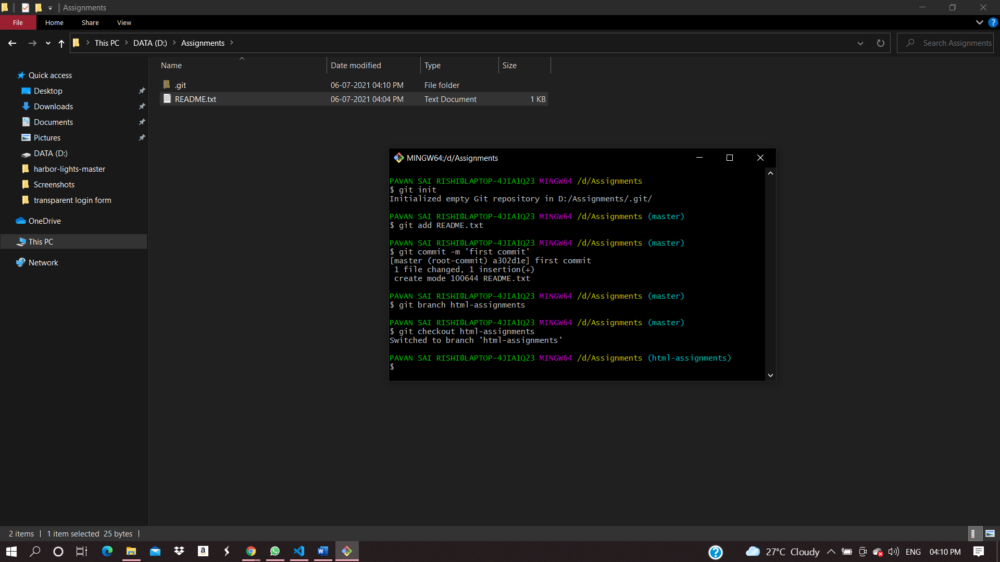 Assignments
File Home Share View
This PC DATA (D:) Assignments
Search Assignments
Name Date modified Type Size
.git 06-07-2021 04:10 PM File folder
README.txt 06-07-2021 04:04 PM Text Document 1 KB
Quick access
Desktop
Downloads
Documents
Pictures
DATA (D:)
harbor-lights-master
Screenshots
transparent login form
OneDrive
This PC
Network
MINGW64:/d/Assignments
PAVAN SAI RISHI@LAPTOP-4JIA1Q23 MINGW64 /d/Assignments
$ git init
Initialized empty Git repository in D:/Assignments/.git/
PAVAN SAI RISHI@LAPTOP-4JIA1Q23 MINGW64 /d/Assignments (master)
$ git add README.txt
PAVAN SAI RISHI@LAPTOP-4JIA1Q23 MINGW64 /d/Assignments (master)
$ git commit -m 'first commit'
[master (root-commit) a302d1e] first commit
1 file changed, 1 insertion(+)
create mode 100644 README.txt
PAVAN SAI RISHI@LAPTOP-4JIA1Q23 MINGW64 /d/Assignments (master)
$ git branch html-assignments
PAVAN SAI RISHI@LAPTOP-4JIA1Q23 MINGW64 /d/Assignments (master)
$ git checkout html-assignments
Switched to branch 'html-assignments'
PAVAN SAI RISHI@LAPTOP-4JIA1Q23 MINGW64 /d/Assignments (html-assignments)
$
2 items 1 item selected 25 bytes
27°C Cloudy ENG 04:10 PM